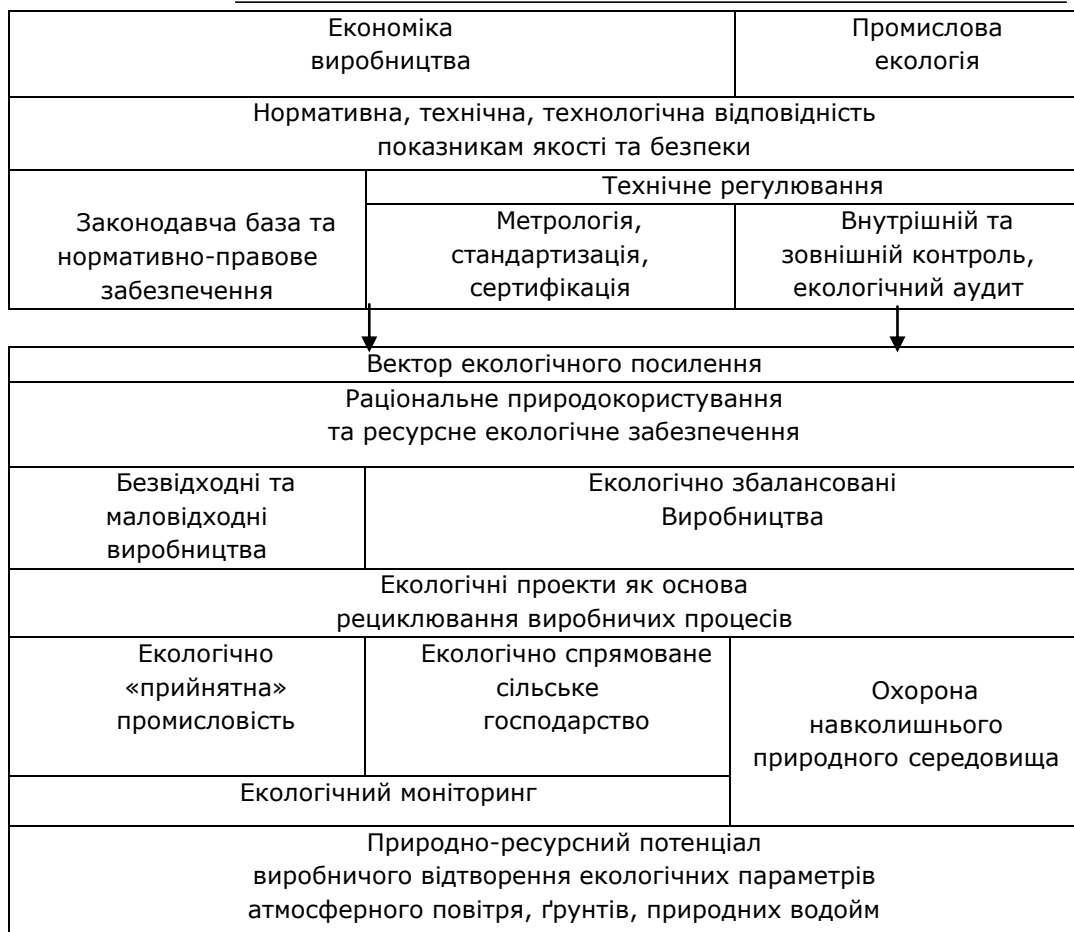 Економіка
виробництва
Промислова
екологія
Нормативна, технічна, технологічна відповідність
показникам якості та безпеки
Законодавча база та
нормативно-правове
забезпечення
Технічне регулювання
Метрологія,
стандартизація,
сертифікація
Внутрішній та
зовнішній контроль,
екологічний аудит
Вектор екологічного посилення
Раціональне природокористування
та ресурсне екологічне забезпечення
Безвідходні та
маловідходні
виробництва
Екологічно збалансовані
Виробництва
Екологічні проекти як основа
рециклювання виробничих процесів
Екологічно
«прийнятна»
промисловість
Екологічно спрямоване
сільське
господарство
Охорона
навколишнього
природного середовища
Екологічний моніторинг
Природно-ресурсний потенціал
виробничого відтворення екологічних параметрів
атмосферного повітря, ґрунтів, природних водойм